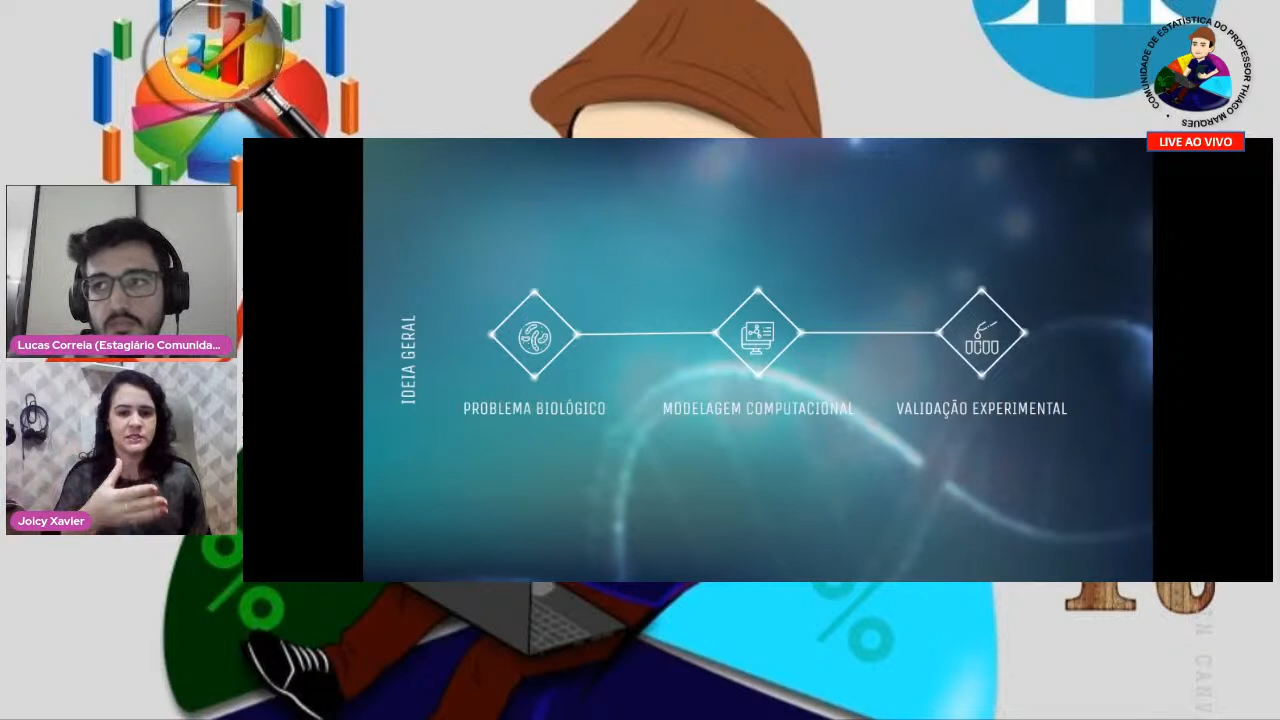 COMUNIDADE DE ESTATÍSTICA DO PROFESSOR THIAGO MARQUES
LIVE AO VIVO
Lucas Correia (Estagiário Comunida...
Joicy Xavier
IDEIA GERAL
PROBLEMA BIOLÓGICO
MODELAGEM COMPUTACIONAL
VALIDAÇÃO EXPERIMENTAL
%
%